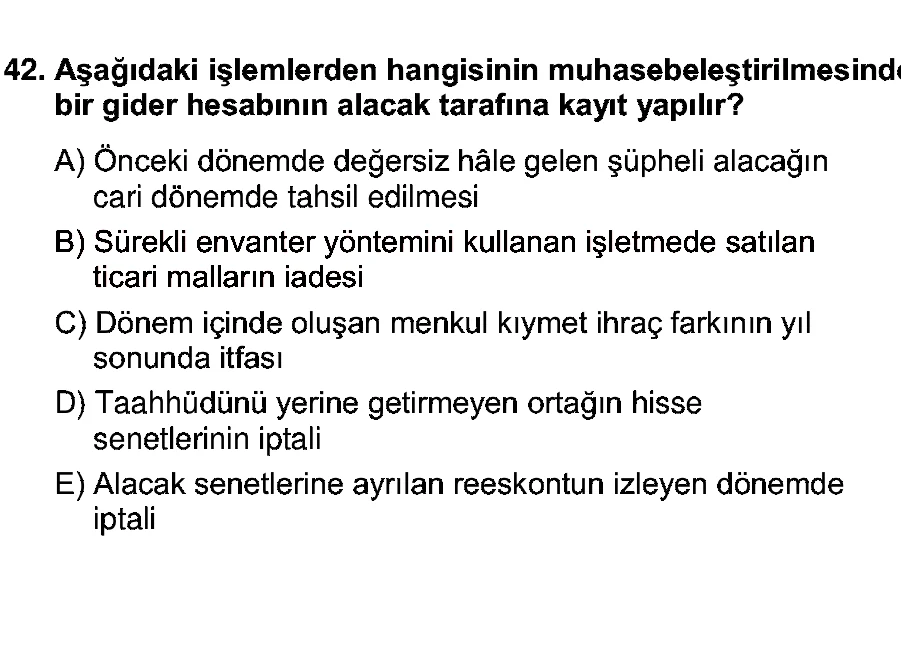 42. Aşağıdaki işlemlerden hangisinin muhasebeleştirilmesinde
bir gider hesabının alacak tarafına kayıt yapılır?
A) Önceki dönemde değersiz hâle gelen şüpheli alacağın
cari dönemde tahsil edilmesi
B) Sürekli envanter yöntemini kullanan işletmede satılan
ticari malların iadesi
C) Dönem içinde oluşan menkul kıymet ihraç farkının yıl
sonunda itfası
D) Taahhüdünü yerine getirmeyen ortağın hisse
senetlerinin iptali
E) Alacak senetlerine ayrılan reeskontun izleyen dönemde
iptali